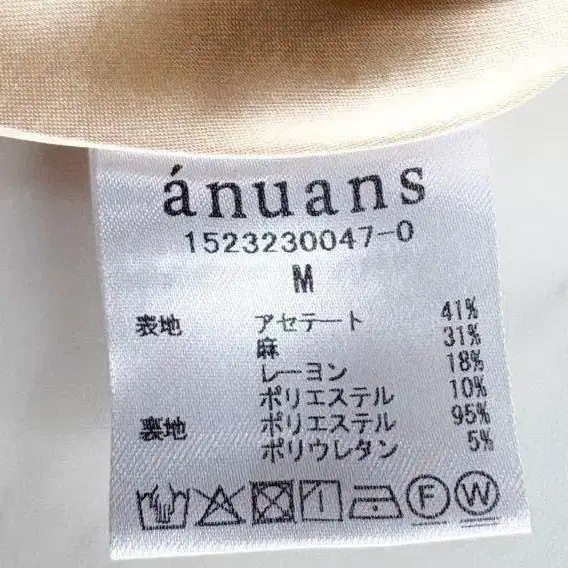 ánuans
1523230047-0
M
表地 アセテート 41%
麻 31%
レーヨン 18%
ポリエステル 10%
裏地 ポリエステル 95%
ポリウレタン 5%
F W